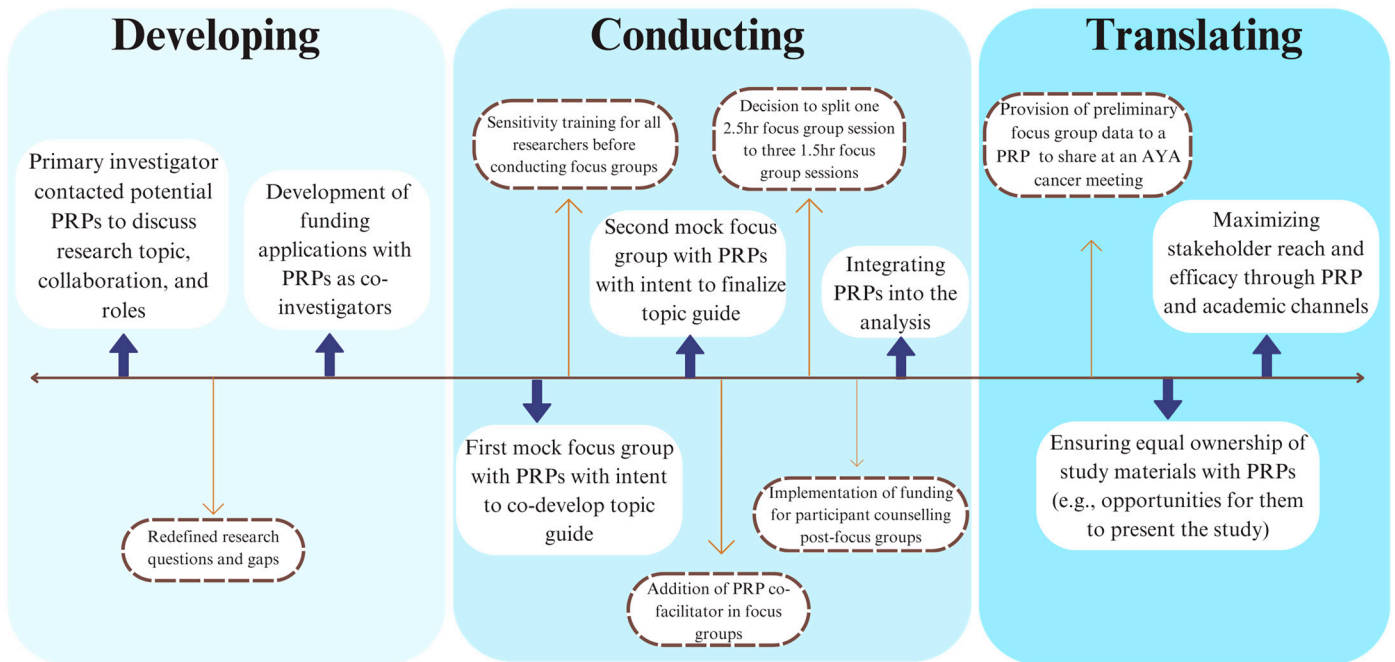 Developing
Primary investigator
contacted potential
PRPs to discuss
research topic,
collaboration, and
roles
Development of
funding
applications with
PRPs as co-
investigators
Redefined research
questions and gaps
Conducting
Sensitivity training for all
researchers before
conducting focus groups
Decision to split one
2.5hr focus group session
to three 1.5hr focus
group sessions
Second mock focus
group with PRPs
with intent to finalize
topic guide
Integrating
PRPs into the
analysis
First mock focus group
with PRPs with intent
to co-develop topic
guide
Implementation of funding
for participant counselling
post-focus groups
Addition of PRP co-
facilitator in focus
groups
Translating
Provision of preliminary
focus group data to a
PRP to share at an AYA
cancer meeting
Maximizing
stakeholder reach and
efficacy through PRP
and academic channels
Ensuring equal ownership of
study materials with PRPs
(e.g., opportunities for them
to present the study)